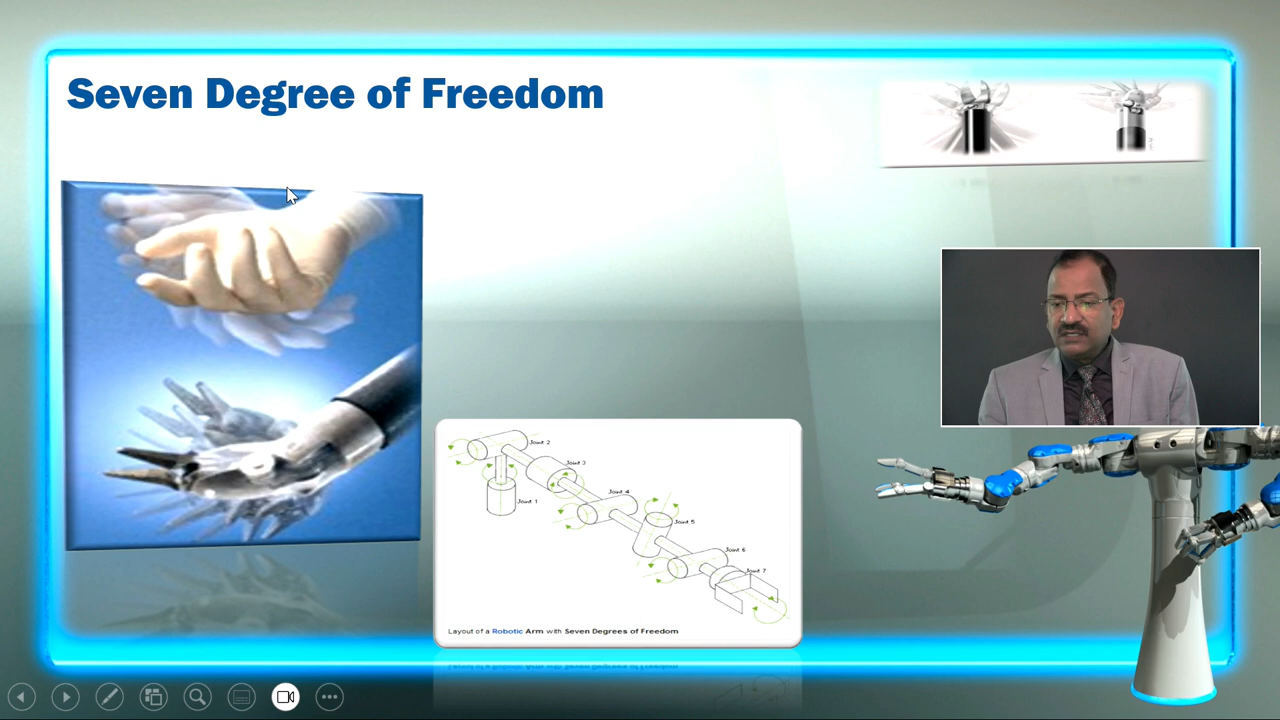 Seven Degree of Freedom
Joint 2
Joint 3
Joint 1
Joint 4
Joint 5
Joint 6
Joint 7
Layout of a Robotic Arm with Seven Degrees of Freedom